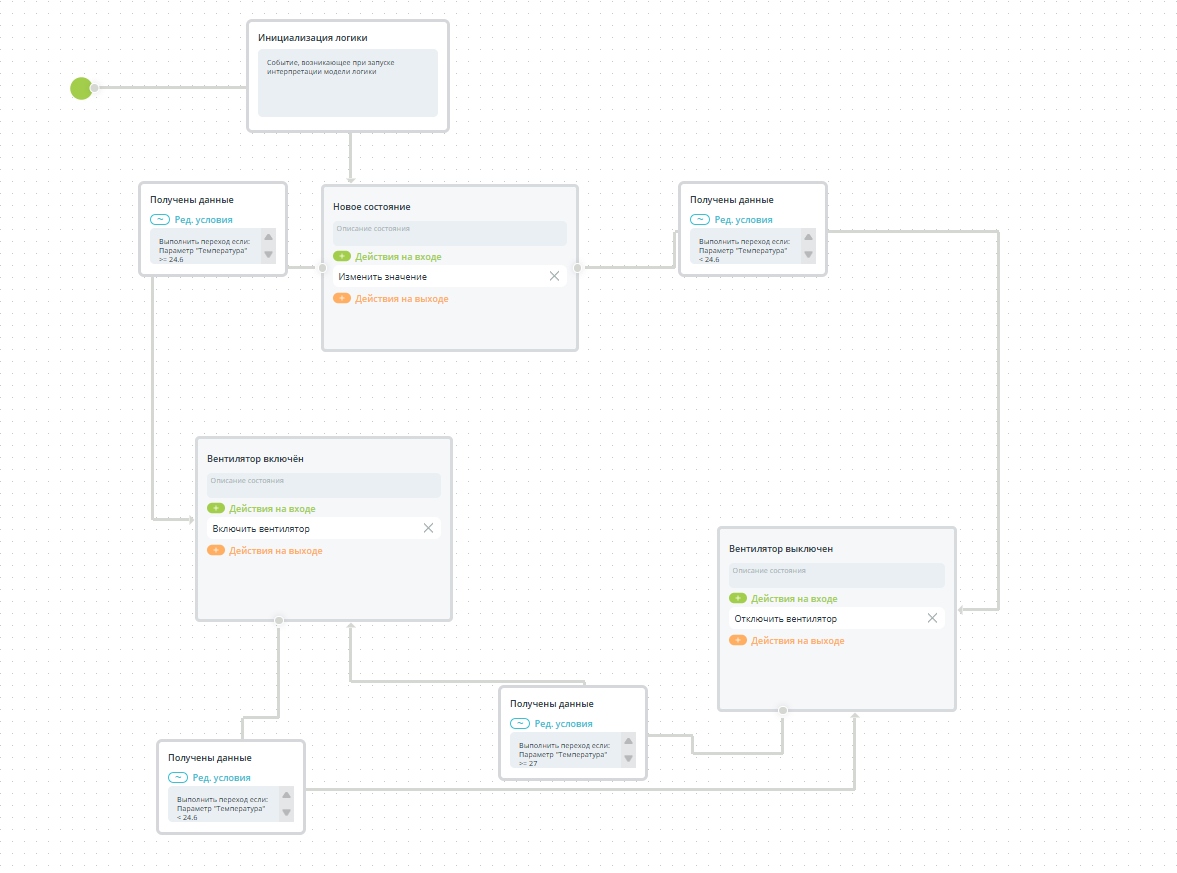 Инициализация логики
Событие, возникающее при запуске
интерпретации модели логики
Получены данные
~ Ред. условия
Выполнить переход если:
Параметр "Температура"
>= 24.6
Новое состояние
Описание состояния
+ Действия на входе
Изменить значение
+ Действия на выходе
Получены данные
~ Ред. условия
Выполнить переход если:
Параметр "Температура"
< 24.6
Вентилятор включён
Описание состояния
+ Действия на входе
Включить вентилятор
+ Действия на выходе
Вентилятор выключен
Описание состояния
+ Действия на входе
Отключить вентилятор
+ Действия на выходе
Получены данные
~ Ред. условия
Выполнить переход если:
Параметр "Температура"
>= 27
Получены данные
~ Ред. условия
Выполнить переход если:
Параметр "Температура"
< 24.6